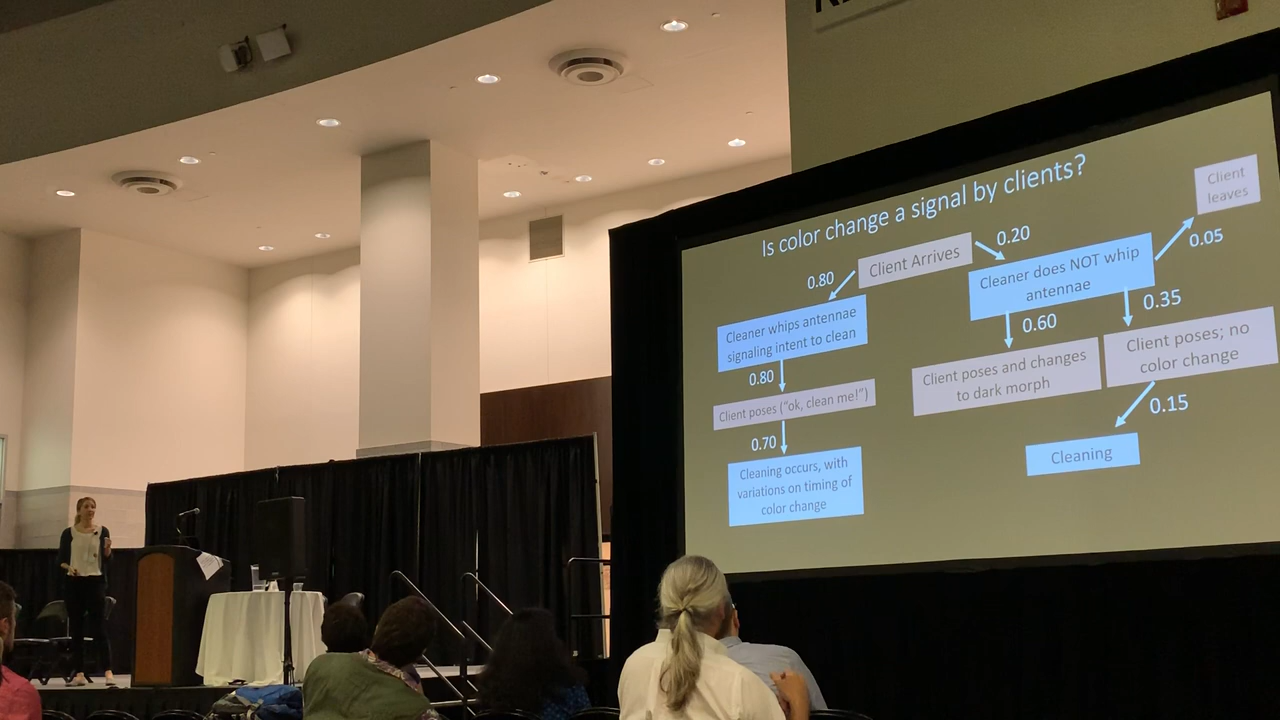 Is color change a signal by clients?
Client
leaves
Client Arrives
0.20
0.05
0.80
Cleaner does NOT whip
antennae
Cleaner whips antennae
signaling intent to clean
0.60
0.35
0.80
Client poses and changes
to dark morph
Client poses; no
color change
Client poses ("ok, clean me!")
0.15
0.70
Cleaning
Cleaning occurs, with
variations on timing of
color change